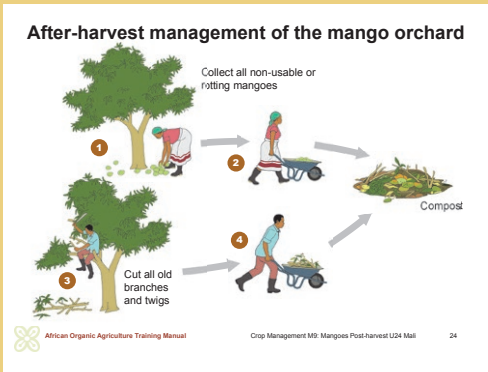 After-harvest management of the mango orchard
Collect all non-usable or
rotting mangoes
1
2
Compost
4
3
Cut all old
branches
and twigs
African Organic Agriculture Training Manual
Crop Management M9: Mangoes Post-harvest U24 Mali
24